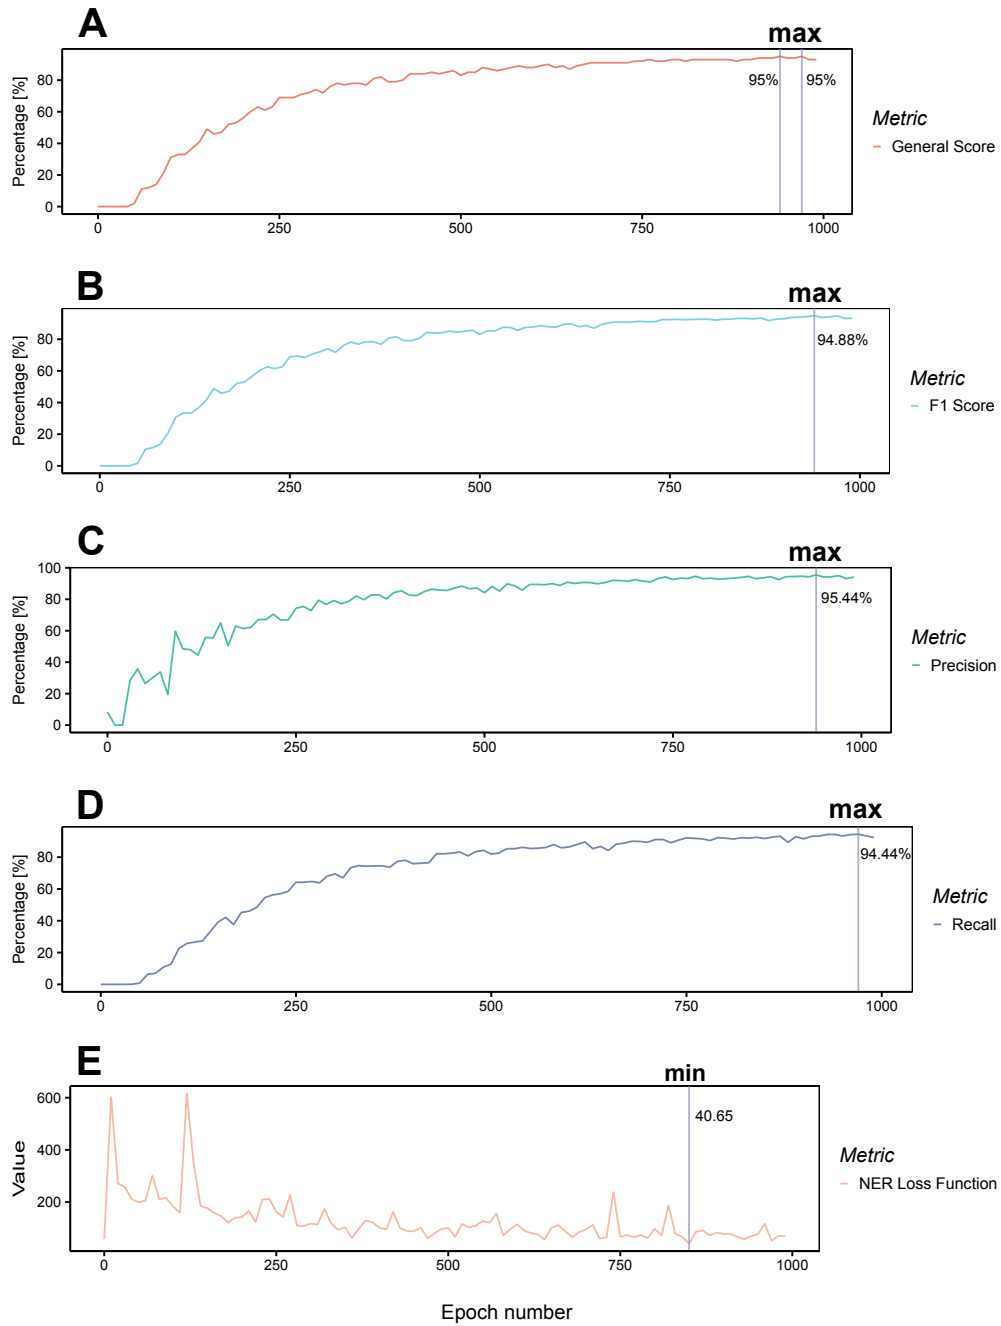 A
max
Percentage [%]
80
60
40
20
0
95%
95%
0
250
500
750
1000
Metric
General Score
B
max
Percentage [%]
80
60
40
20
0
94.88%
0
250
500
750
1000
Metric
F1 Score
C
max
Percentage [%]
100
80
60
40
20
0
95.44%
0
250
500
750
1000
Metric
Precision
D
max
Percentage [%]
80
60
40
20
0
94.44%
0
250
500
750
1000
Metric
Recall
E
min
Value
600
400
200
40.65
0
250
500
750
1000
Metric
NER Loss Function
Epoch number